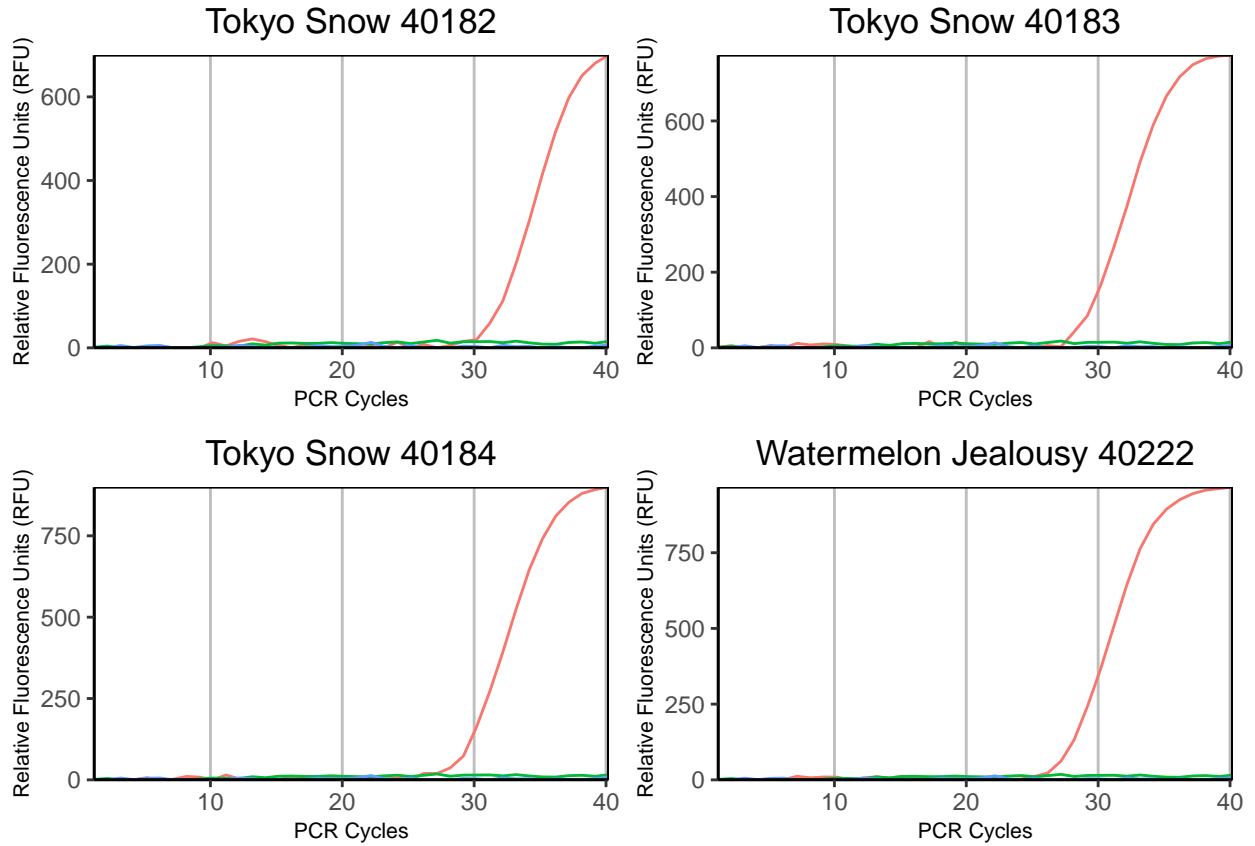 Tokyo Snow 40182
Relative Fluorescence Units (RFU)
600
400
200
0
10 20 30 40
PCR Cycles
Tokyo Snow 40183
Relative Fluorescence Units (RFU)
600
400
200
0
10 20 30 40
PCR Cycles
Tokyo Snow 40184
Relative Fluorescence Units (RFU)
750
500
250
0
10 20 30 40
PCR Cycles
Watermelon Jealousy 40222
Relative Fluorescence Units (RFU)
750
500
250
0
10 20 30 40
PCR Cycles